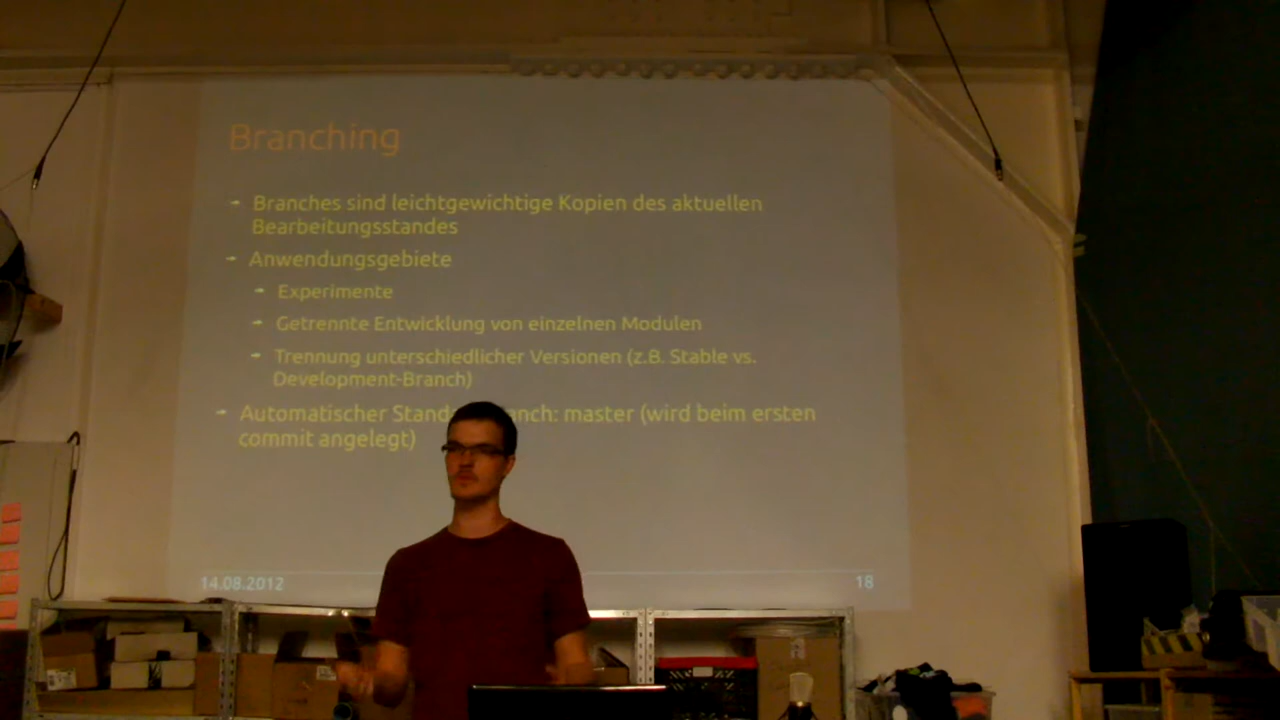 Branching
Branches sind leichtgewichtige Kopien des aktuellen
Bearbeitungsstandes
Anwendungsgebiete
Experimente
Getrennte Entwicklung von einzelnen Modulen
Trennung unterschiedlicher Versionen (z.B. Stable vs.
Development-Branch)
Automatischer Stand anch: master (wird beim ersten
commit angelegt)
14.08.2012
18